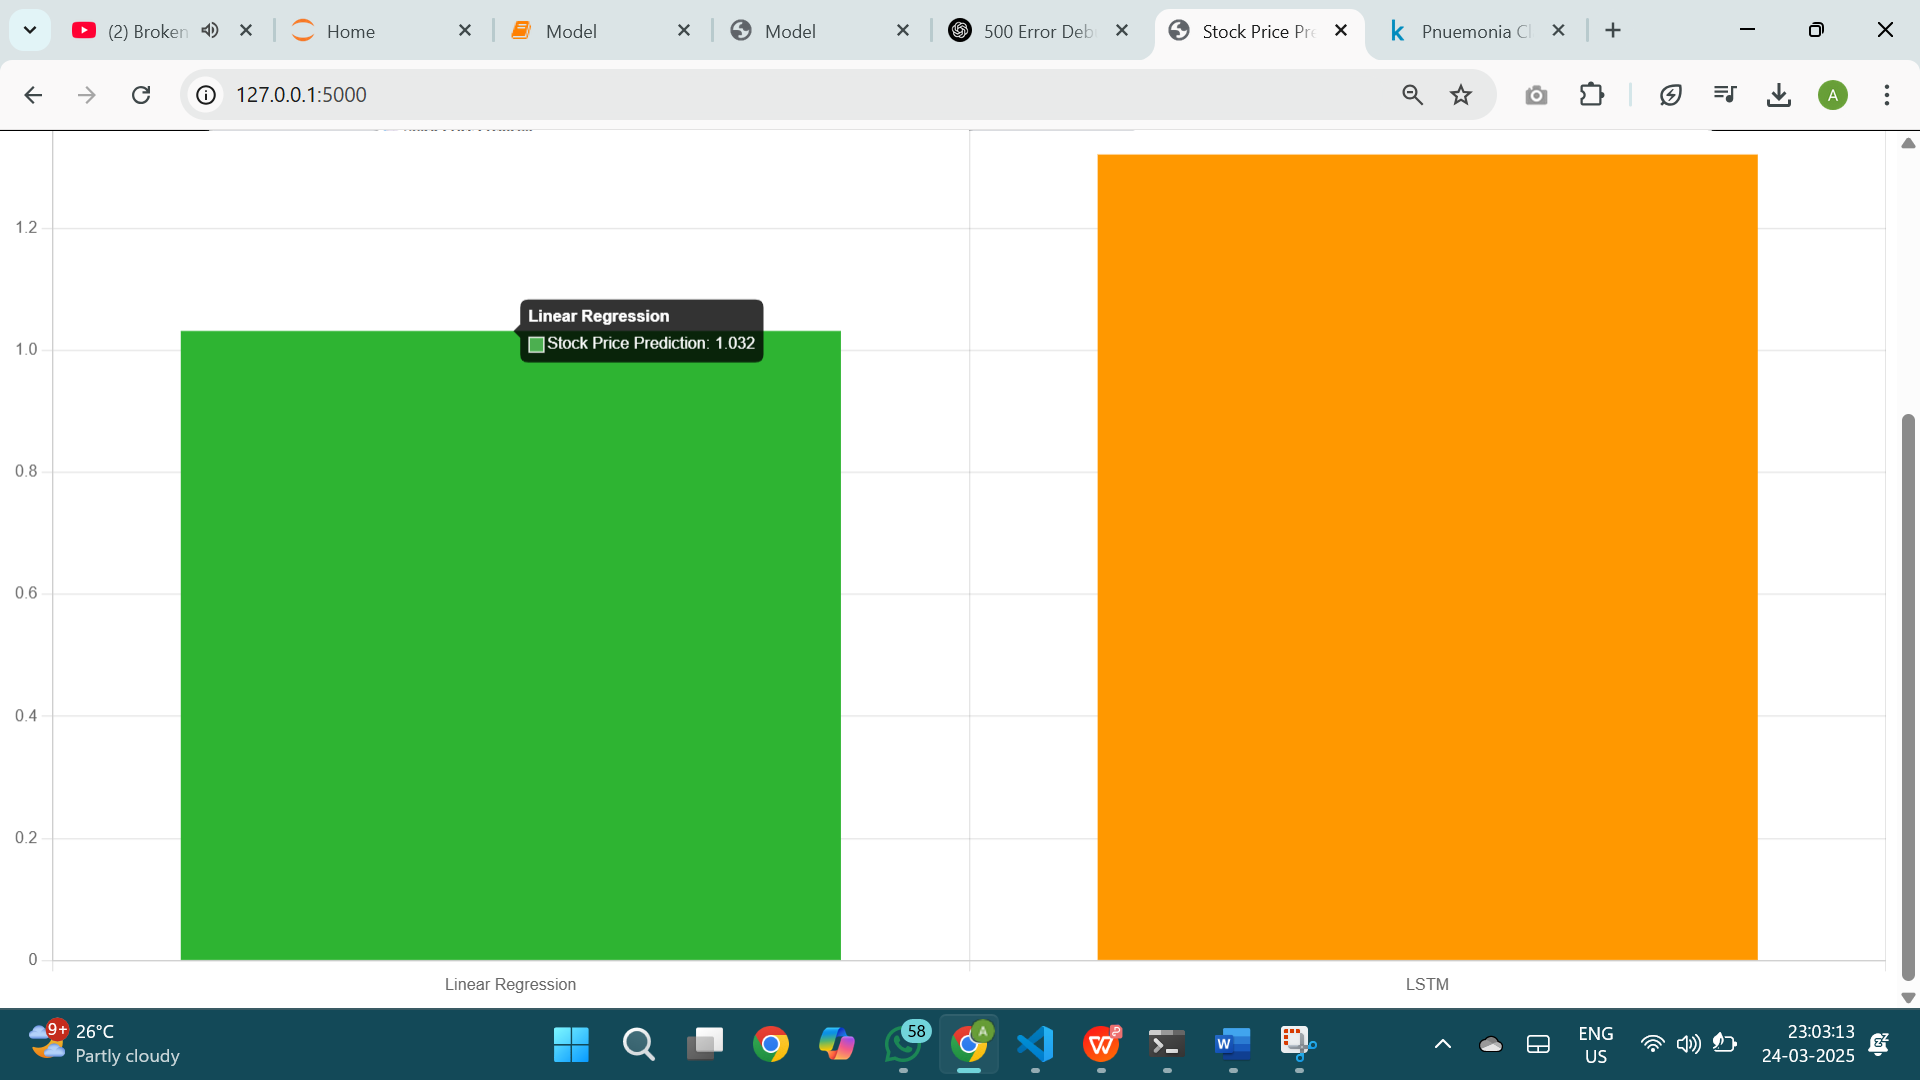 (2) Broken
Home
Model
Model
500 Error Deb
Stock Price Pre
Pnuemonia Cl
127.0.0.1:5000
A
1.2
1.0
0.8
0.6
0.4
0.2
0
Linear Regression
Stock Price Prediction: 1.032
Linear Regression
LSTM
9+
26°C
Partly cloudy
58
A
W
ENG
US
23:03:13
24-03-2025